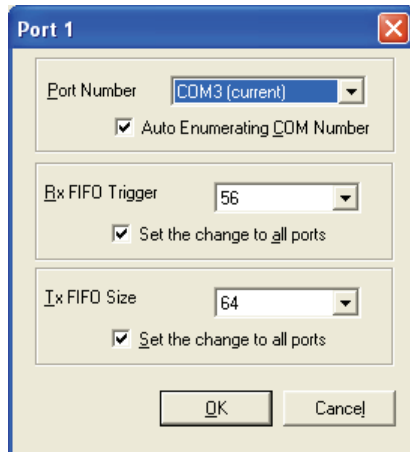 Port 1
Port Number COM3 (current)
Auto Enumerating COM Number
Rx FIFO Trigger 56
Set the change to all ports
Tx FIFO Size 64
Set the change to all ports
OK Cancel